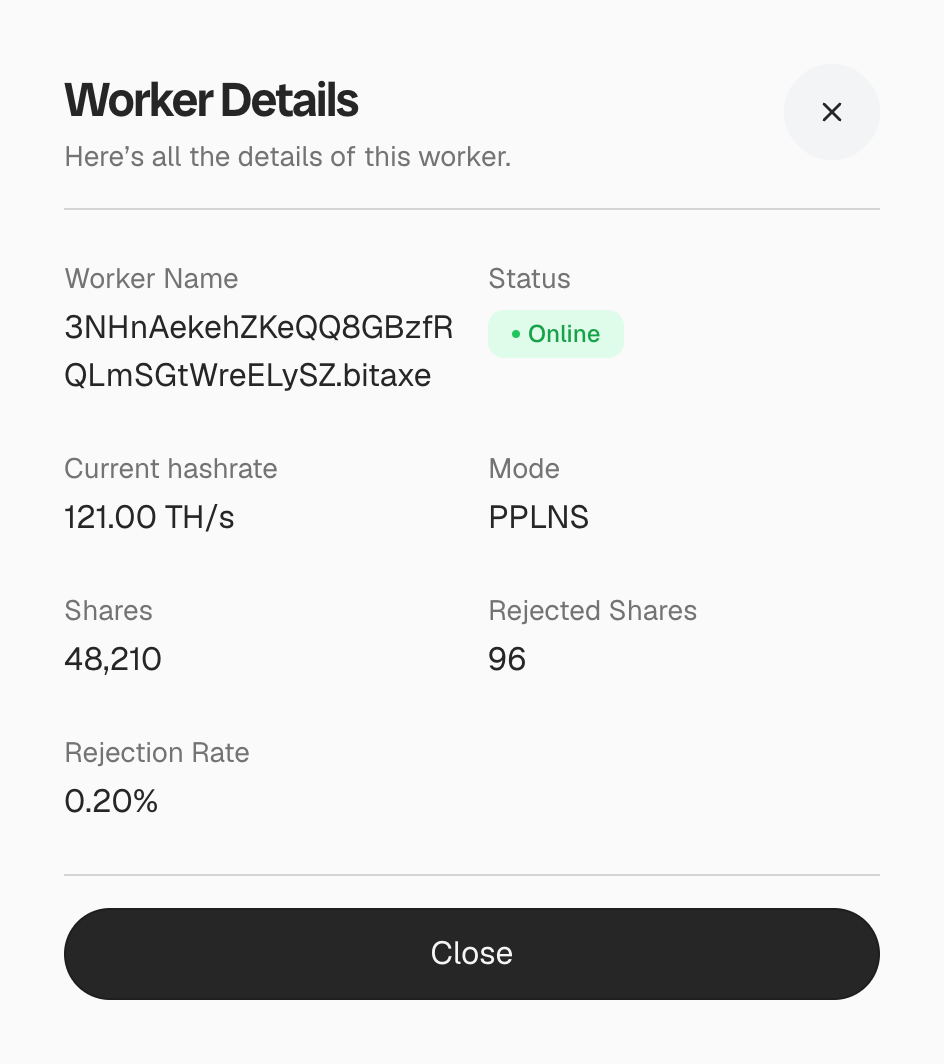 Worker Details
Here’s all the details of this worker.
Worker Name
3NHnAekehZKeQQ8GBzfR
QLmSGtWreELySZ.bitaxe
Status
Online
Current hashrate
121.00 TH/s
Mode
PPLNS
Shares
48,210
Rejected Shares
96
Rejection Rate
0.20%
Close